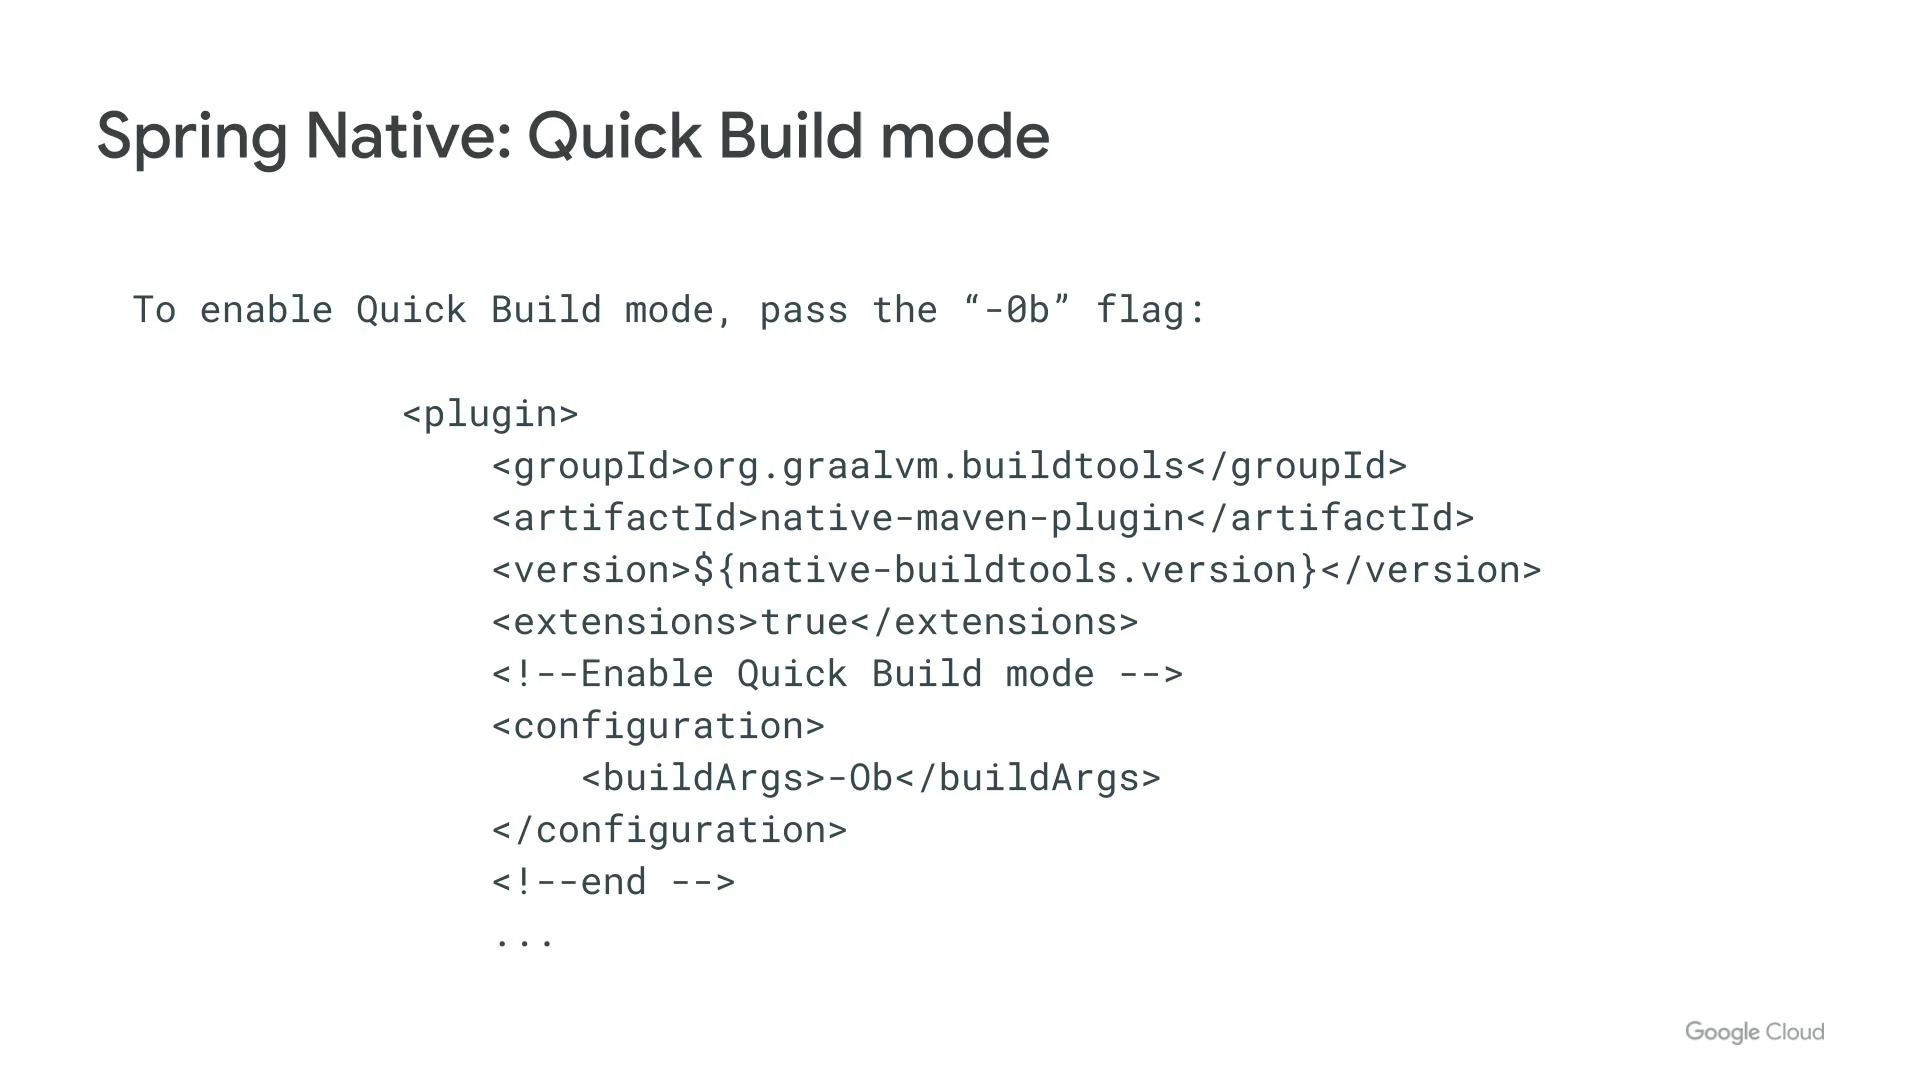 Spring Native: Quick Build mode
To enable Quick Build mode, pass the “-0b” flag:
<plugin>
<groupId>org.graalvm.buildtools</groupId>
<artifactId>native-maven-plugin</artifactId>
<version>${native-buildtools.version}</version>
<extensions>true</extensions>
<!--Enable Quick Build mode -->
<configuration>
<buildArgs>-Ob</buildArgs>
</configuration>
<!--end -->
...
Google Cloud